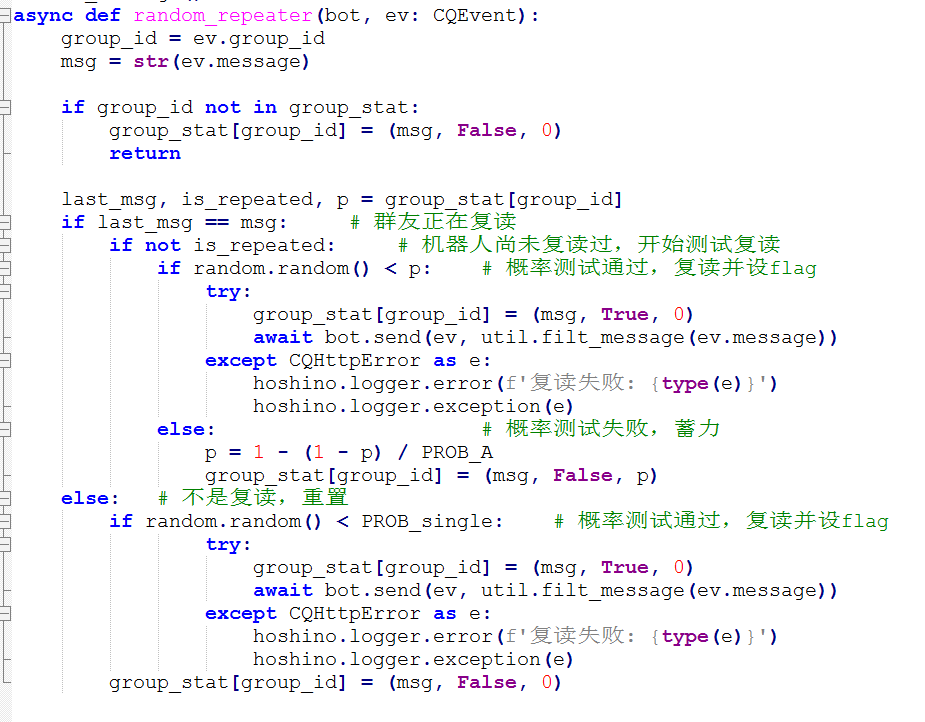 async def random_repeater(bot, ev: CQEvent):
    group_id = ev.group_id
    msg = str(ev.message)

    if group_id not in group_stat:
        group_stat[group_id] = (msg, False, 0)
        return

    last_msg, is_repeated, p = group_stat[group_id]
    if last_msg == msg:     # 群友正在复读
        if not is_repeated:     # 机器人尚未复读过，开始测试复读
            if random.random() < p:    # 概率测试通过，复读并设flag
                try:
                    group_stat[group_id] = (msg, True, 0)
                    await bot.send(ev, util.filt_message(ev.message))
                except CQHttpError as e:
                    hoshino.logger.error(f'复读失败: {type(e)}')
                    hoshino.logger.exception(e)
            else:                      # 概率测试失败，蓄力
                p = 1 - (1 - p) / PROB_A
                group_stat[group_id] = (msg, False, p)
    else:   # 不是复读，重置
        if random.random() < PROB_single:    # 概率测试通过，复读并设flag
                try:
                    group_stat[group_id] = (msg, True, 0)
                    await bot.send(ev, util.filt_message(ev.message))
                except CQHttpError as e:
                    hoshino.logger.error(f'复读失败: {type(e)}')
                    hoshino.logger.exception(e)
        group_stat[group_id] = (msg, False, 0)